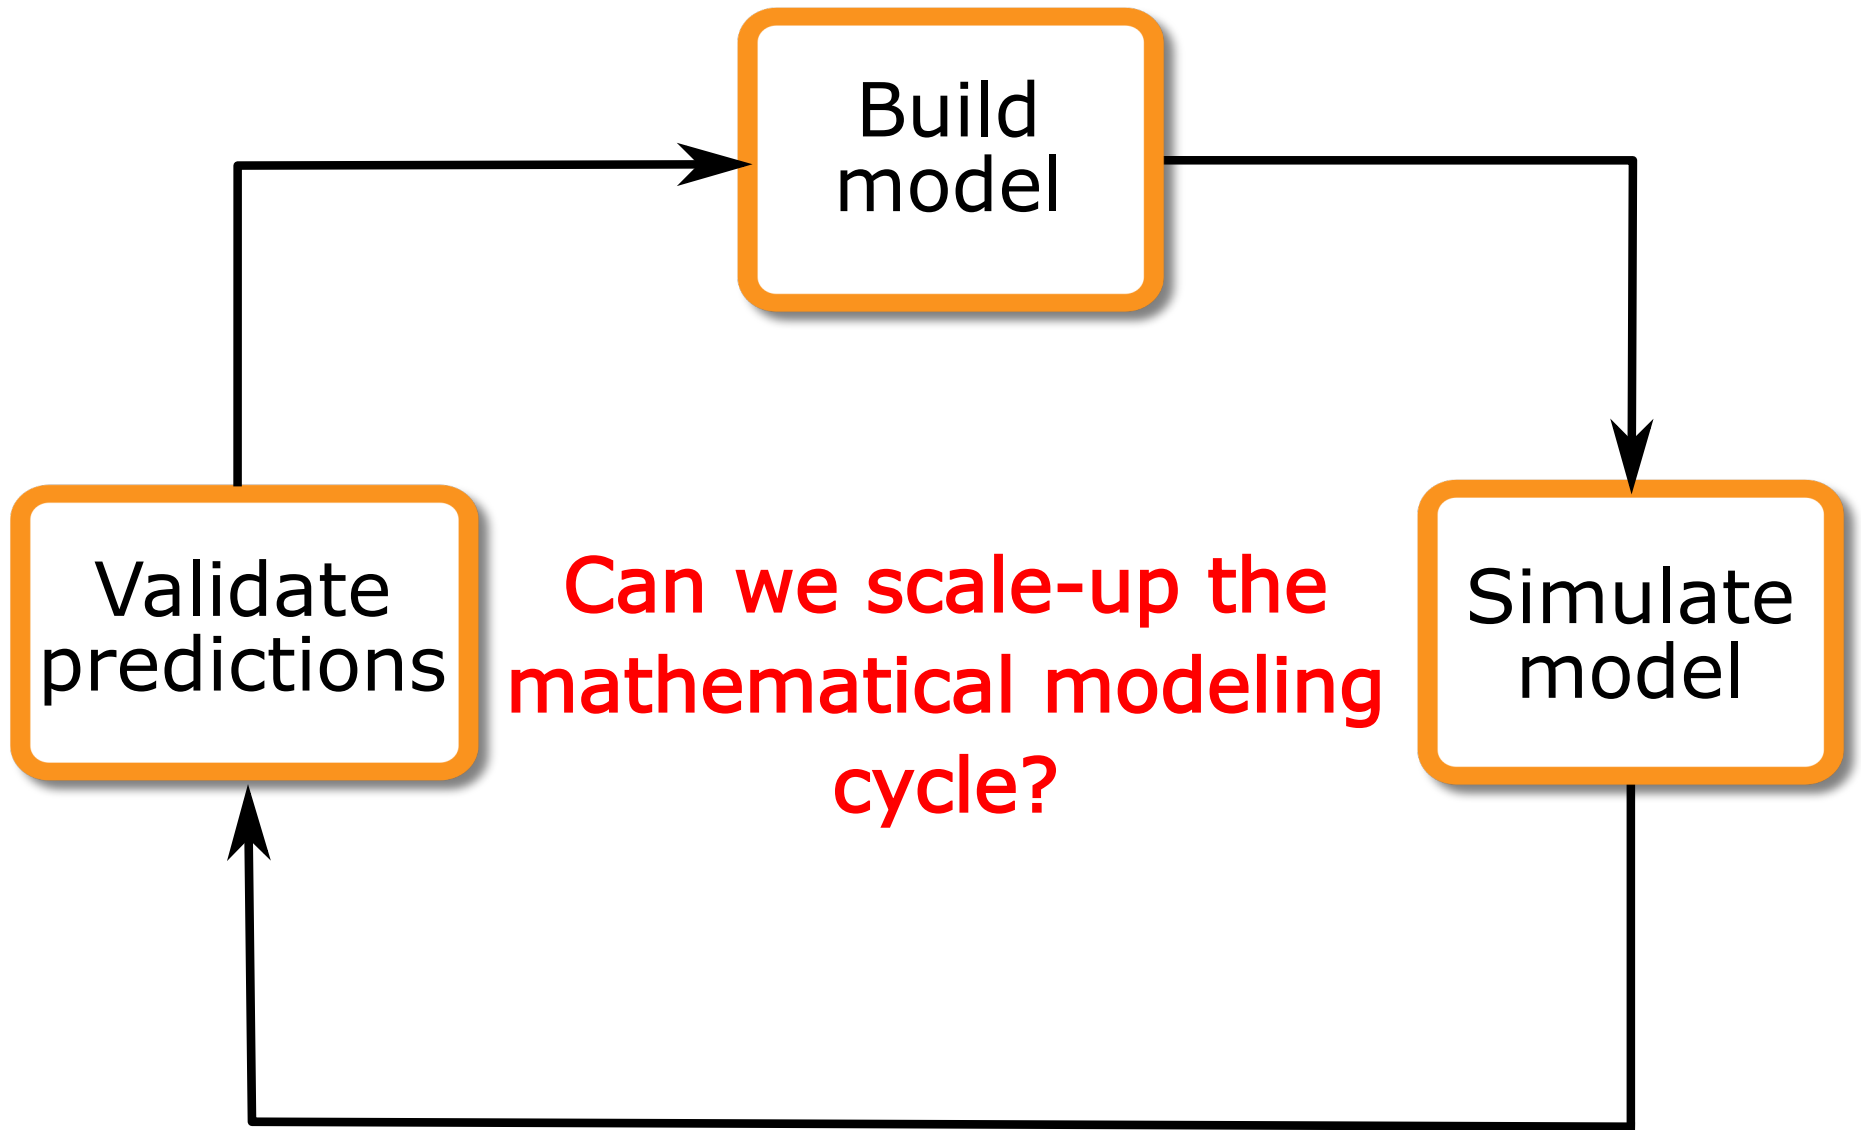 Build
model
Validate
predictions
Can we scale-up the
mathematical modeling
cycle?
Simulate
model